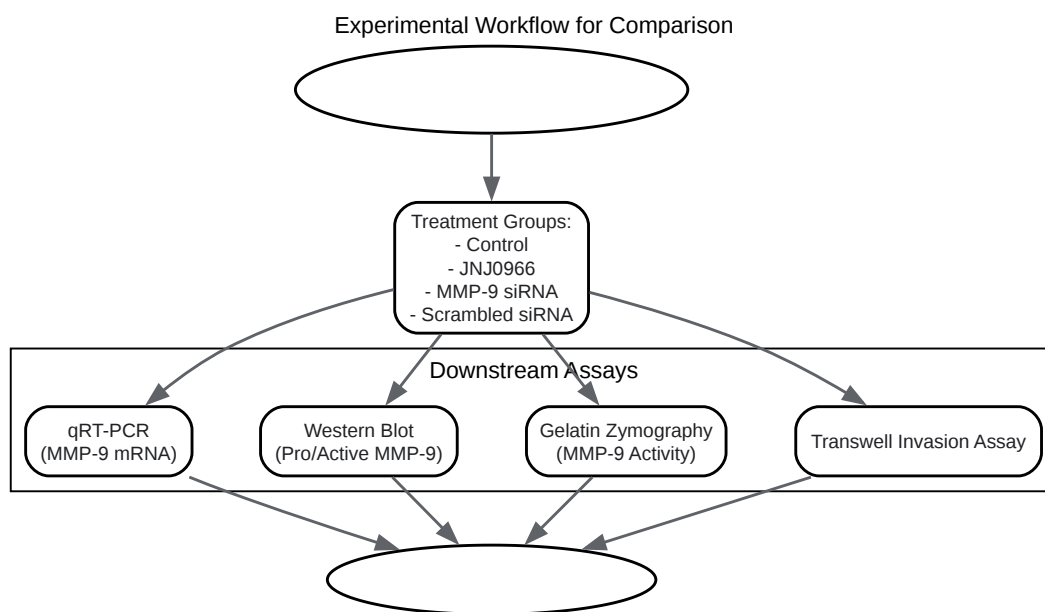 Experimental Workflow for Comparison
Treatment Groups:
- Control
- JNJ0966
- MMP-9 siRNA
- Scrambled siRNA
Downstream Assays
qRT-PCR
(MMP-9 mRNA)
Western Blot
(Pro/Active MMP-9)
Gelatin Zymography
(MMP-9 Activity)
Transwell Invasion Assay